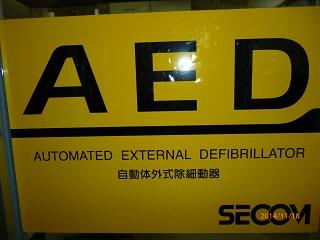 AED
AUTOMATED EXTERNAL DEFIBRILLATOR
自動体外式除細動器
SECOM
2014/11/18